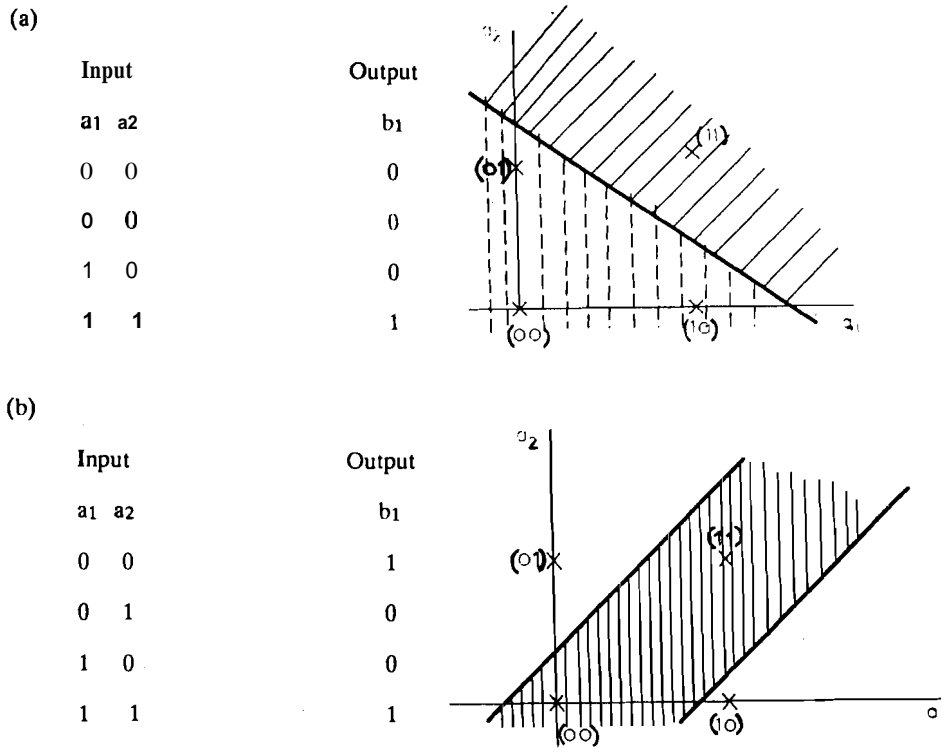 (a)
Input Output
a1 a2 b1
0 0 0
0 0 0
1 0 0
1 1 1
a2
(11)
(01)
(00) (10)
a1
(b)
Input Output
a1 a2 b1
0 0 1
0 1 0
1 0 0
1 1 1
a2
(11)
(01)
(00) (10)
a